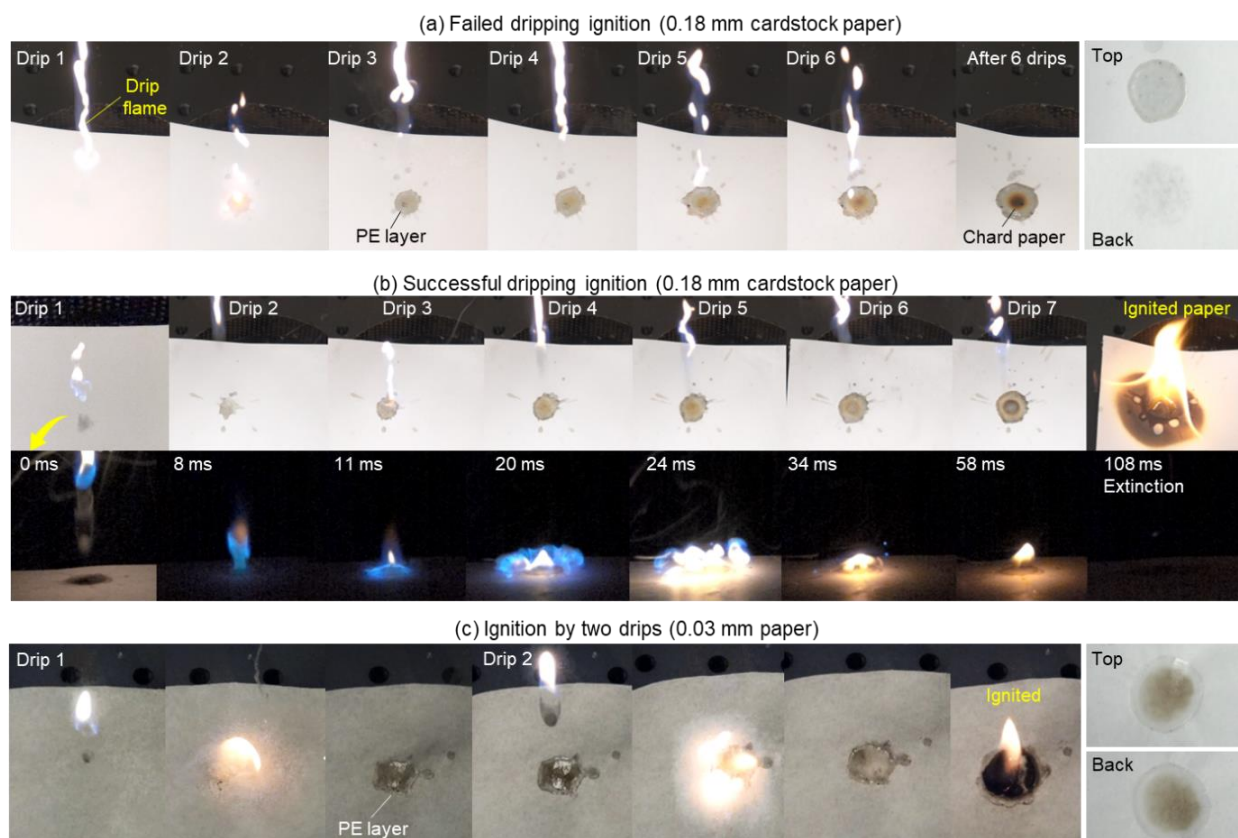 (a) Failed dripping ignition (0.18 mm cardstock paper)
Drip 1
Drip 2
Drip 3
Drip 4
Drip 5
Drip 6
After 6 drips
Top
Drip
flame
PE layer
Chard paper
Back
(b) Successful dripping ignition (0.18 mm cardstock paper)
Drip 1
Drip 2
Drip 3
Drip 4
Drip 5
Drip 6
Drip 7
Ignited paper
0 ms
8 ms
11 ms
20 ms
24 ms
34 ms
58 ms
108 ms
Extinction
(c) Ignition by two drips (0.03 mm paper)
Drip 1
Drip 2
Top
Ignited
PE layer
Back